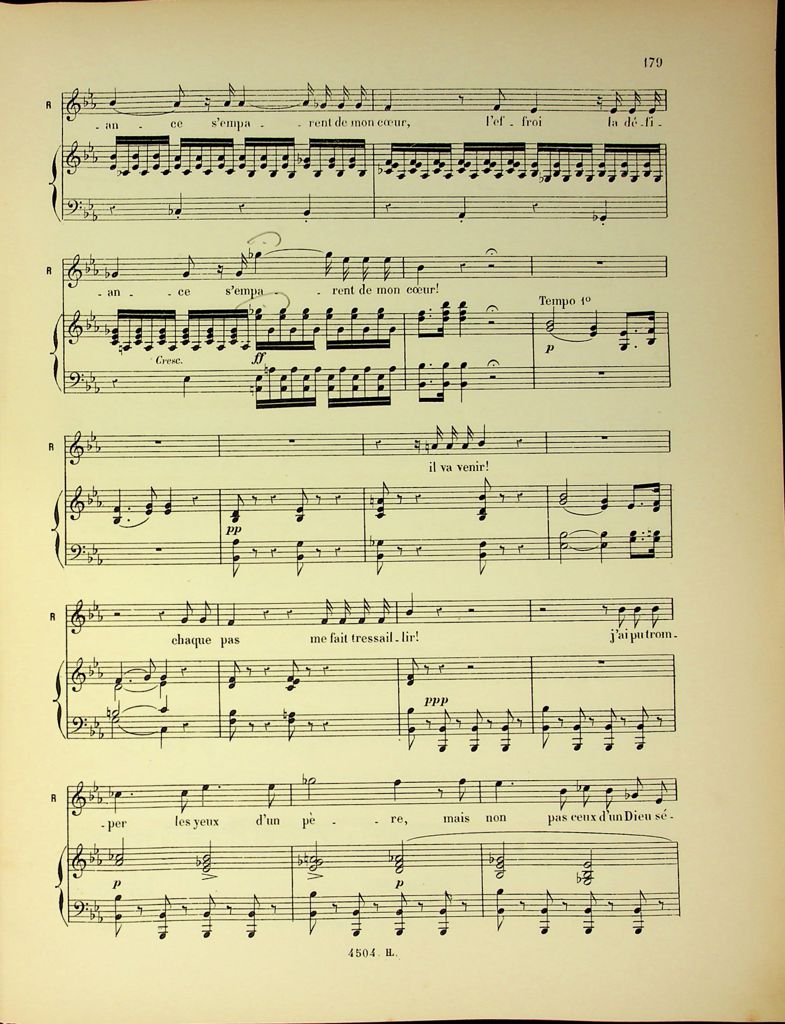 179
R
-an - ce s'empa - - rent de mon cœur, l'ef - froi la dé-fi-
R
-an - ce s'empa - - rent de mon cœur!
Tempo 1º
Cresc. ff p
R
il va venir!
pp
R
chaque pas me fait tressail-lir! j'ai pu trom-
ppp
R
-per les yeux d'un pè - - re, mais non pas ceux d'un Dieu sé-
p p
4504. H.